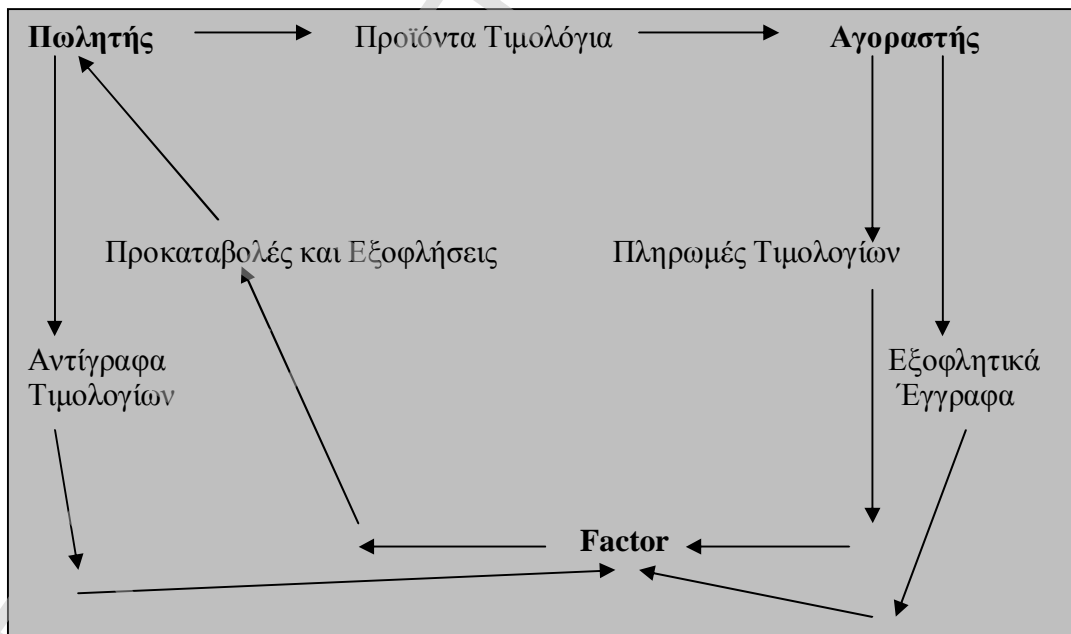 Πωλητής Προϊόντα Τιμολόγια Αγοραστής
Προκαταβολές και Εξοφλήσεις Πληρωμές Τιμολογίων
Αντίγραφα
Τιμολογίων
Εξοφλητικά
Έγγραφα
Factor